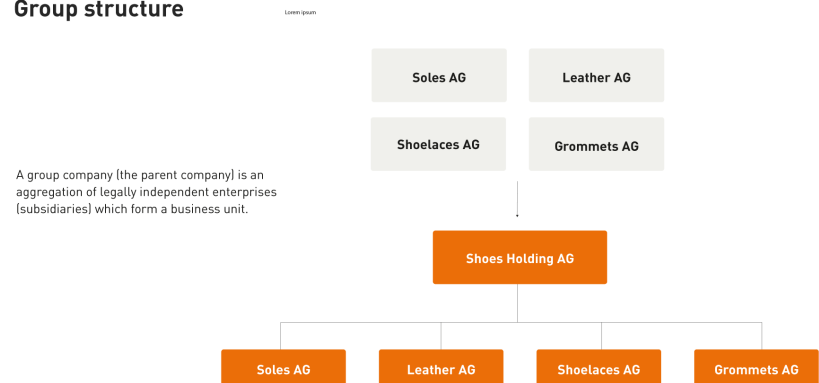 Group structure
Lorem ipsum
Soles AG
Leather AG
Shoelaces AG
Grommets AG
A group company (the parent company) is an
aggregation of legally independent enterprises
(subsidiaries) which form a business unit.
Shoes Holding AG
Soles AG
Leather AG
Shoelaces AG
Grommets AG